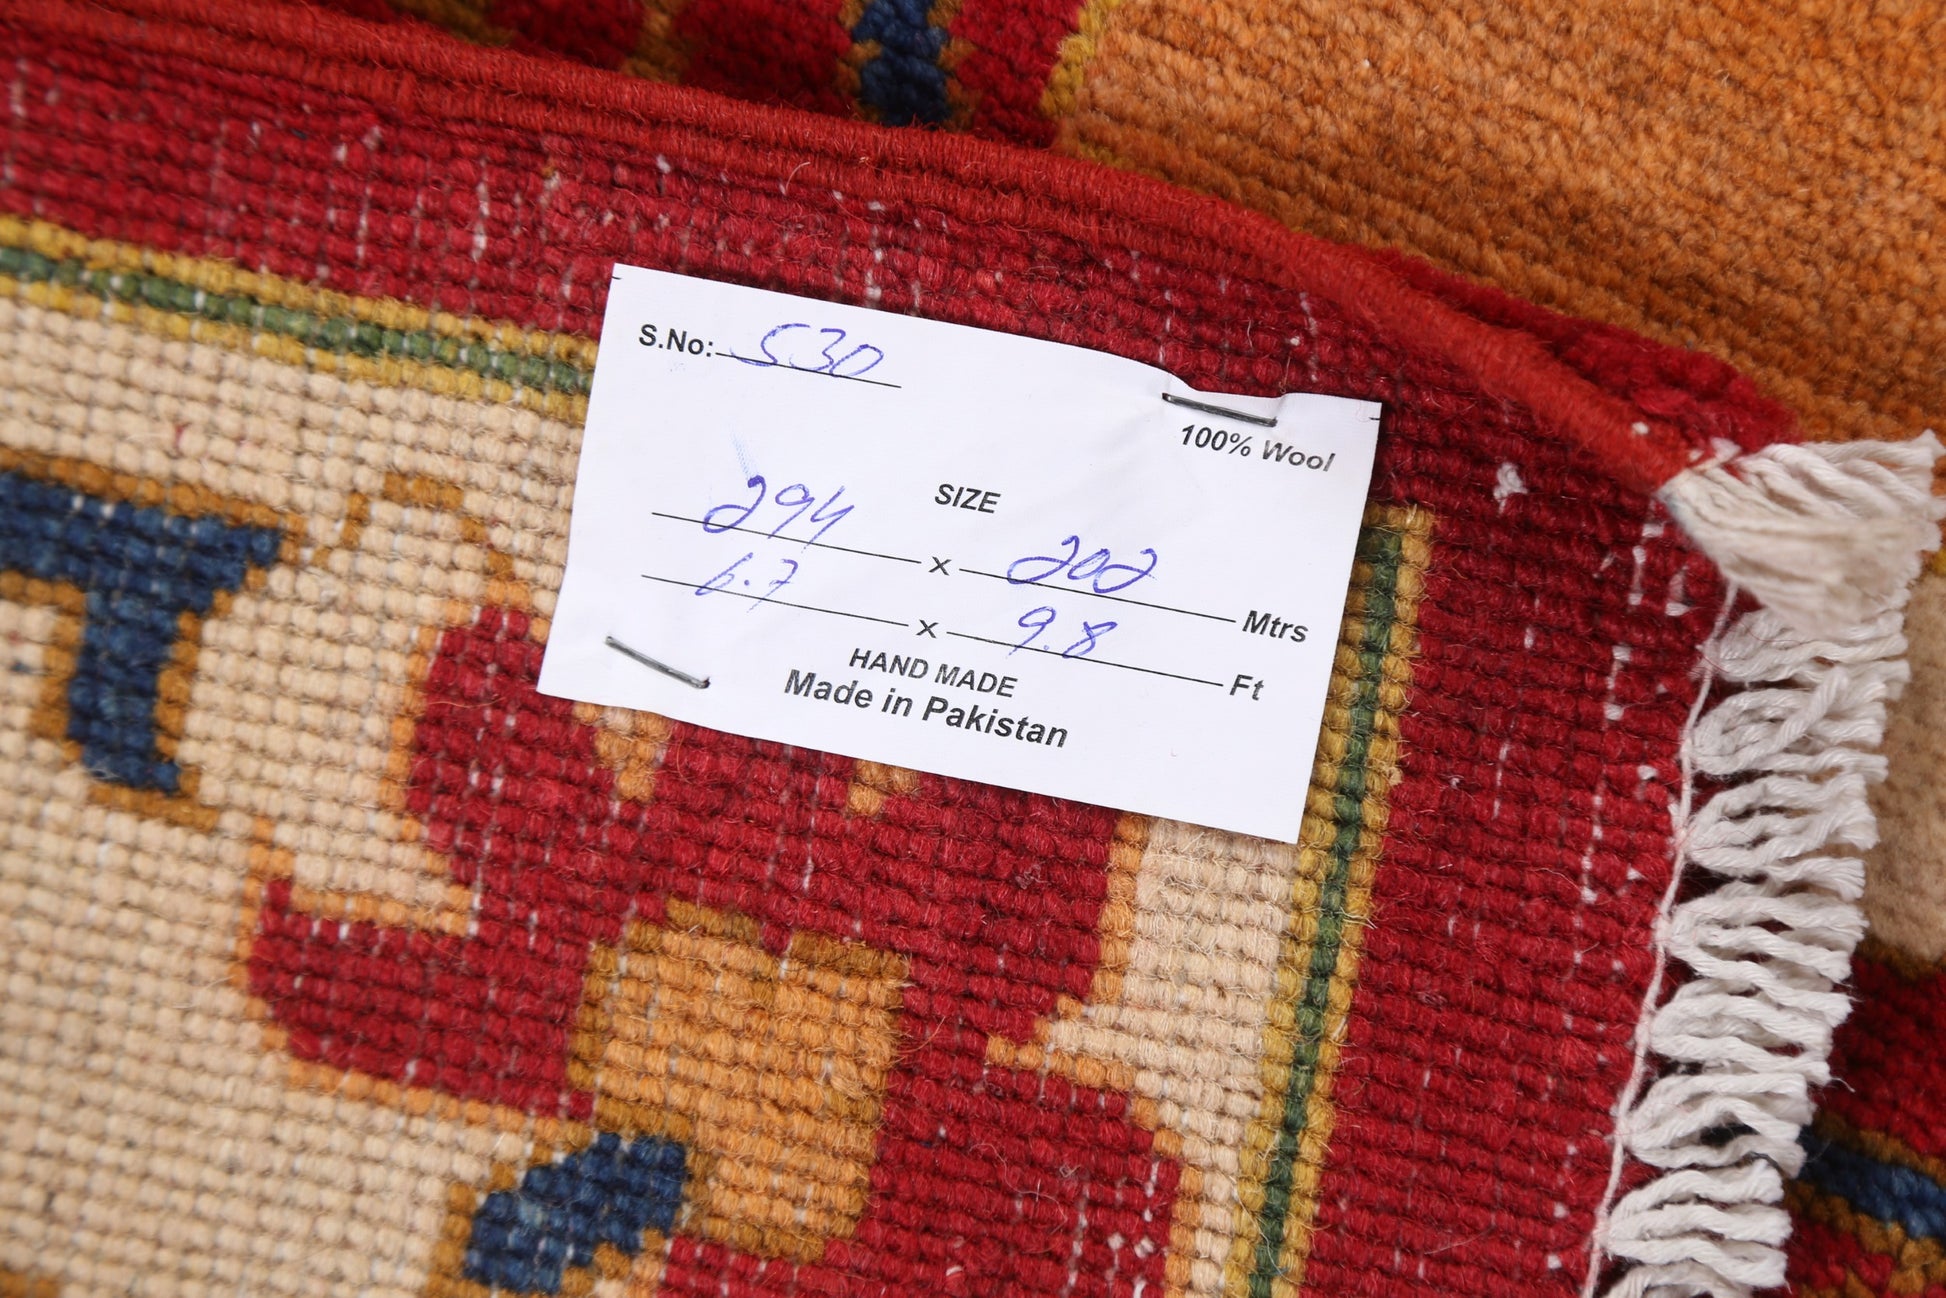 S.No: 530
100% Wool
SIZE
294 x 202 Mtrs
6.7 x 9.8 Ft
HAND MADE
Made in Pakistan